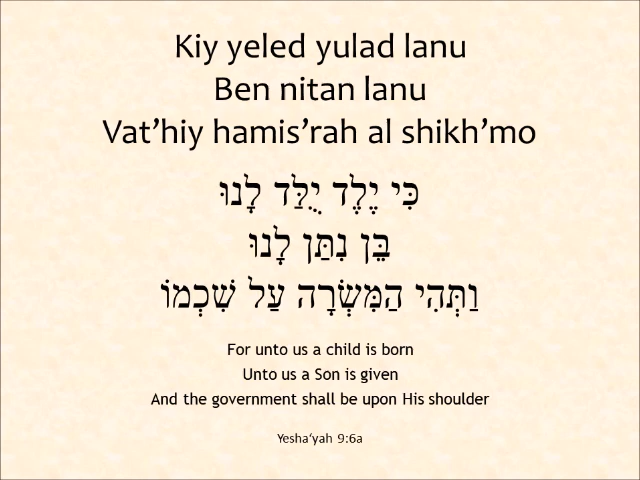 Kiy yeled yulad lanu
Ben nitan lanu
Vat’hiy hamis’rah al shikh’mo
כִּי יֶלֶד יֻלַּד לָנוּ
בֵּן נִתַּן לָנוּ
וַתְּהִי הַמִּשְׂרָה עַל שִׁכְמוֹ
For unto us a child is born
Unto us a Son is given
And the government shall be upon His shoulder
Yesha‘yah 9:6a